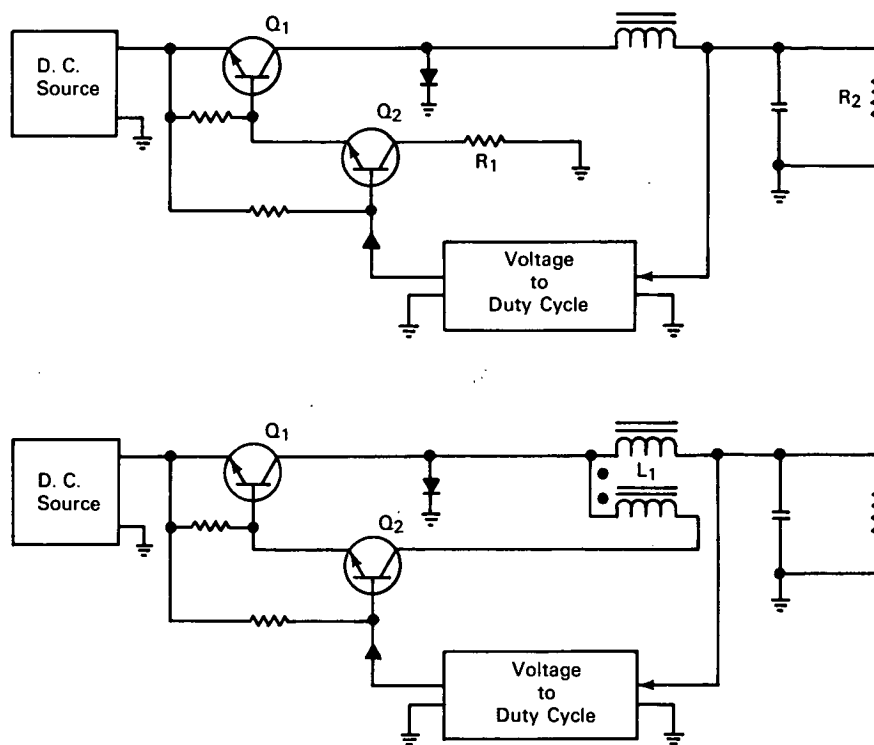 Q1
D. C.
Source
Q2
R1
R2
Voltage
to
Duty Cycle
Q1
D. C.
Source
L1
Q2
Voltage
to
Duty Cycle